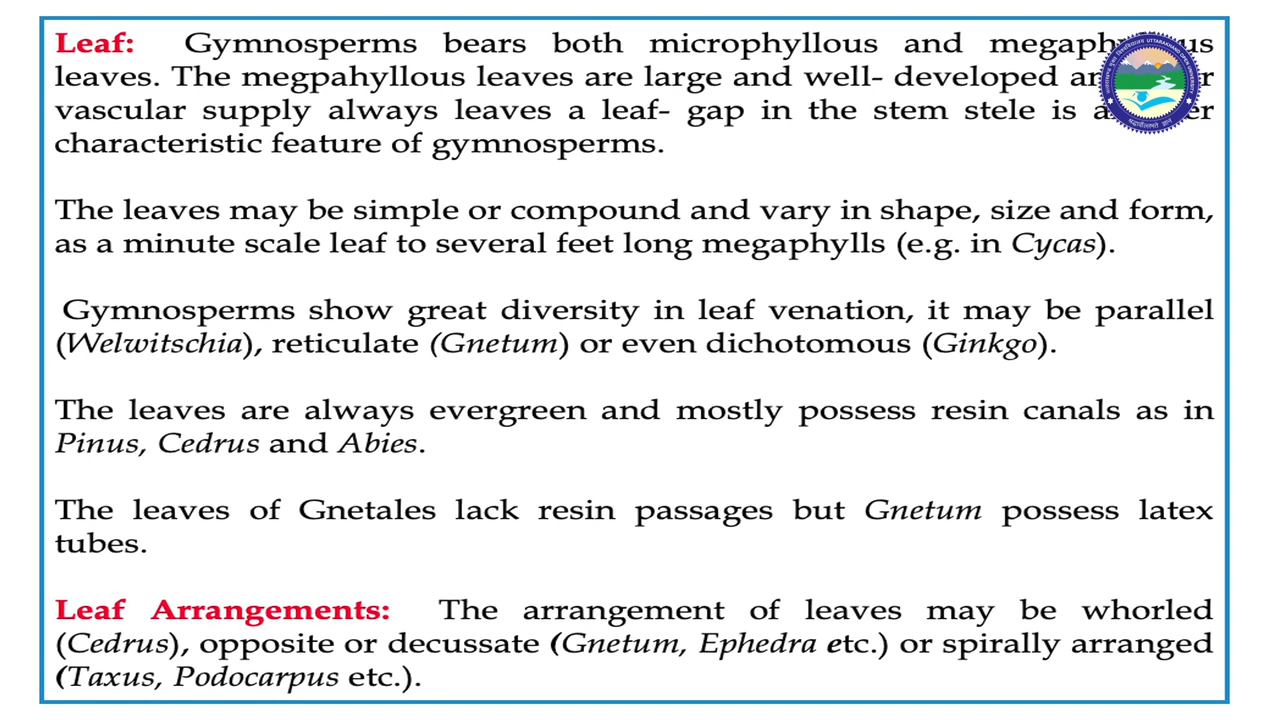 Leaf: Gymnosperms bears both microphyllous and
leaves. The megpahyllous leaves are large and well- developed
vascular supply always leaves a leaf- gap in the stem stele is
characteristic feature of gymnosperms.
The leaves may be simple or compound and vary in shape, size and form,
as a minute scale leaf to several feet long megaphylls (e.g. in Cycas).
Gymnosperms show great diversity in leaf venation, it may be parallel
(Welwitschia), reticulate (Gnetum) or even dichotomous (Ginkgo).
The leaves are always evergreen and mostly possess resin canals as in
Pinus, Cedrus and Abies.
The leaves of Gnetales lack resin passages but Gnetum possess latex
tubes.
Leaf Arrangements: The arrangement of leaves may be whorled
(Cedrus), opposite or decussate (Gnetum, Ephedra etc.) or spirally arranged
(Taxus, Podocarpus etc.).